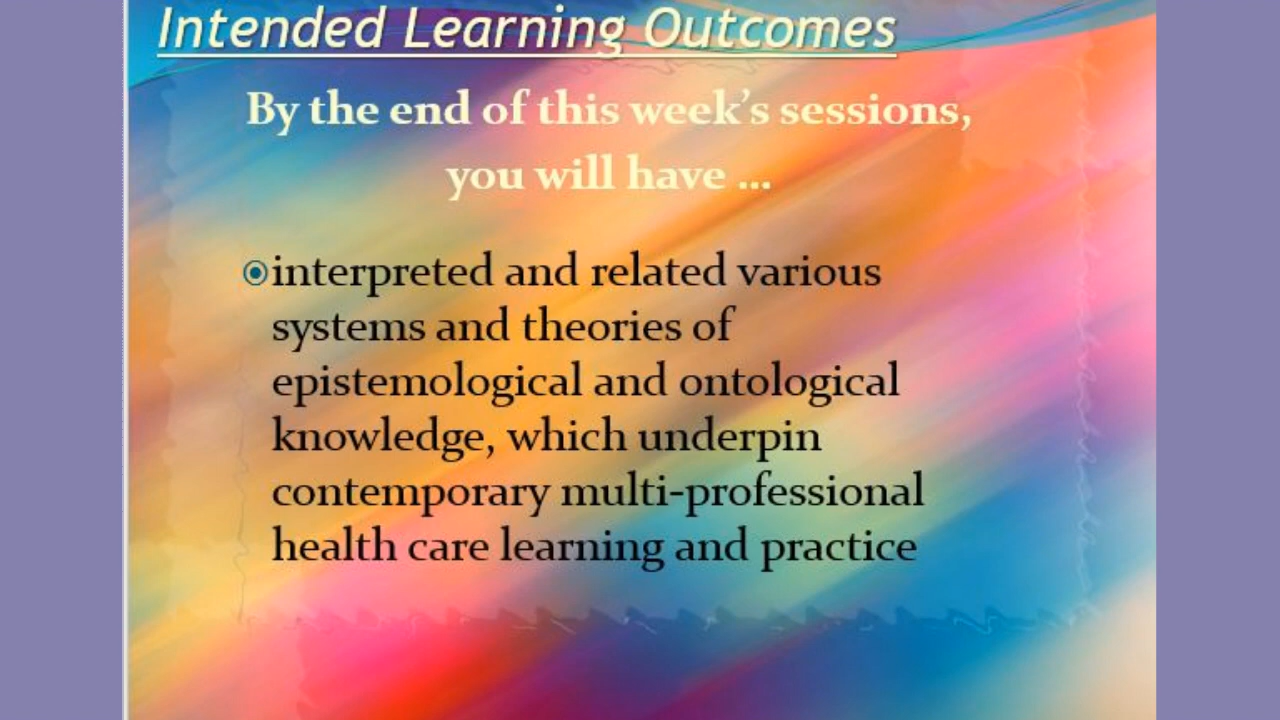 Intended Learning Outcomes
By the end of this week’s sessions,
you will have ...
interpreted and related various
systems and theories of
epistemological and ontological
knowledge, which underpin
contemporary multi-professional
health care learning and practice